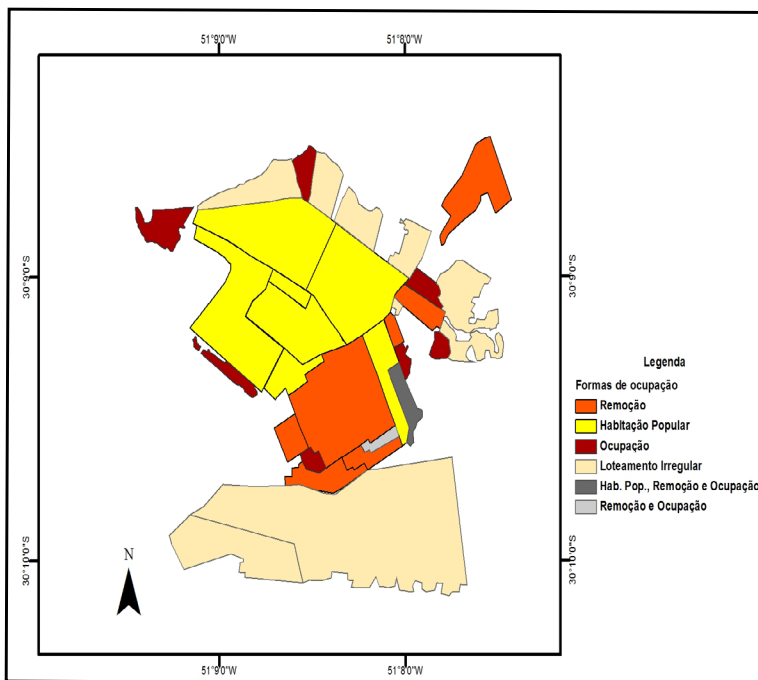 51°9'0"W
51°8'0"W
30°9'0"S
30°9'0"S
Legenda
Formas de ocupação
Remoção
Habitação Popular
Ocupação
Loteamento Irregular
Hab. Pop., Remoção e Ocupação
Remoção e Ocupação
N
30°10'0"S
30°10'0"S
51°9'0"W
51°8'0"W